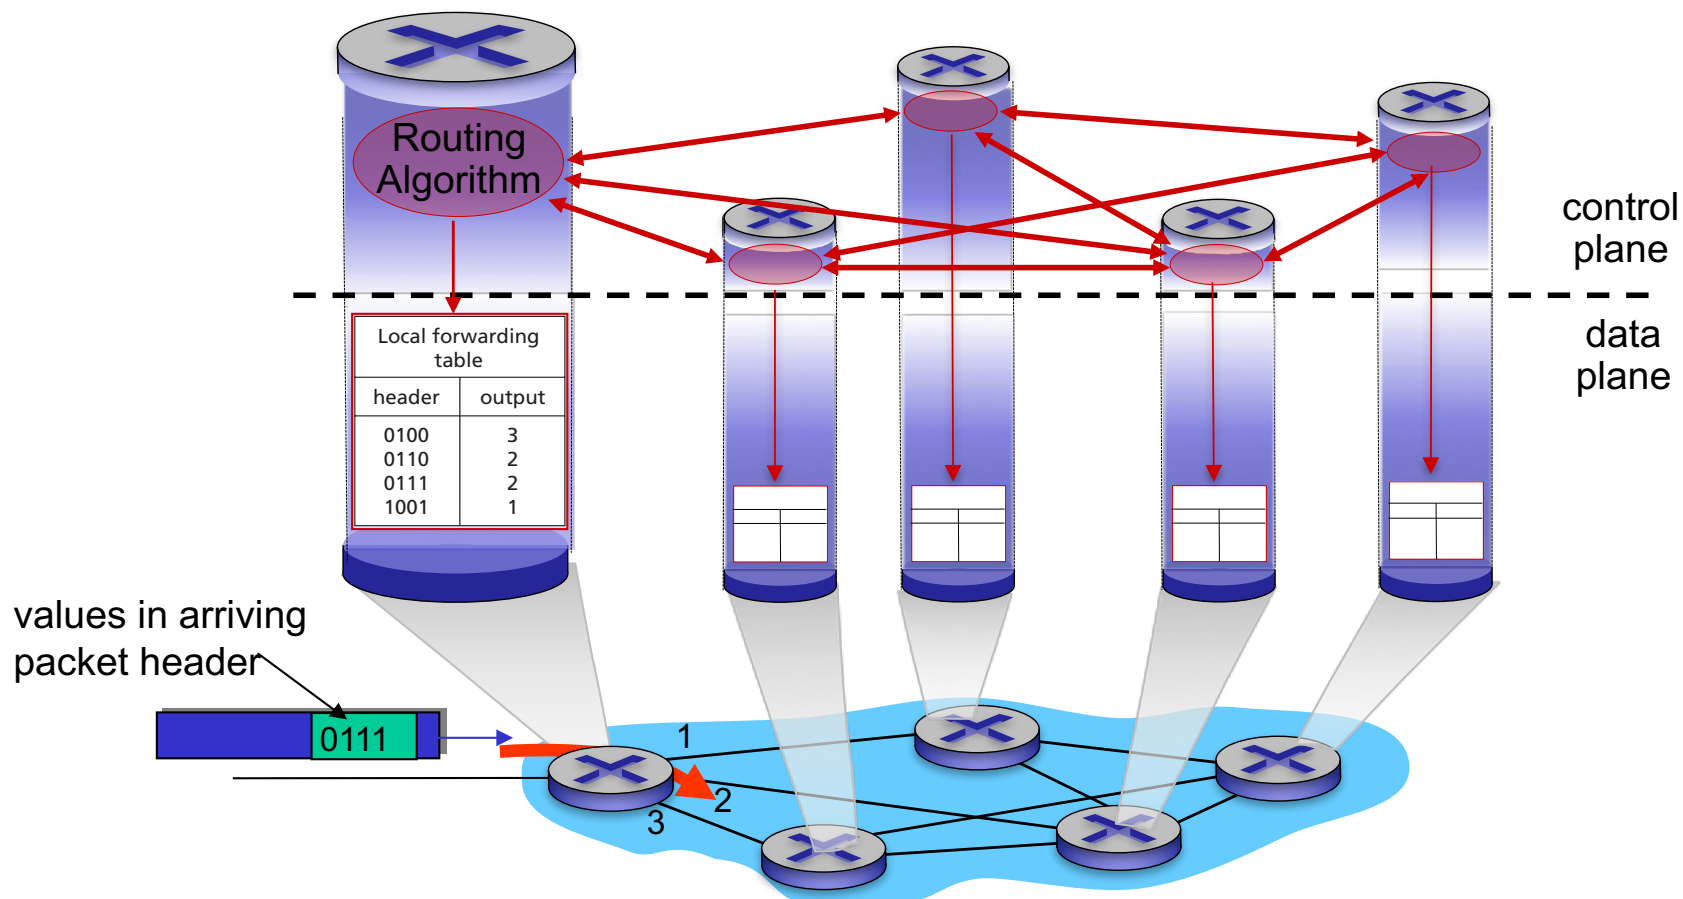 Routing
Algorithm
control
plane
data
plane
Local forwarding
table
header output
0100 3
0110 2
0111 2
1001 1
values in arriving
packet header
0111
1
2
3